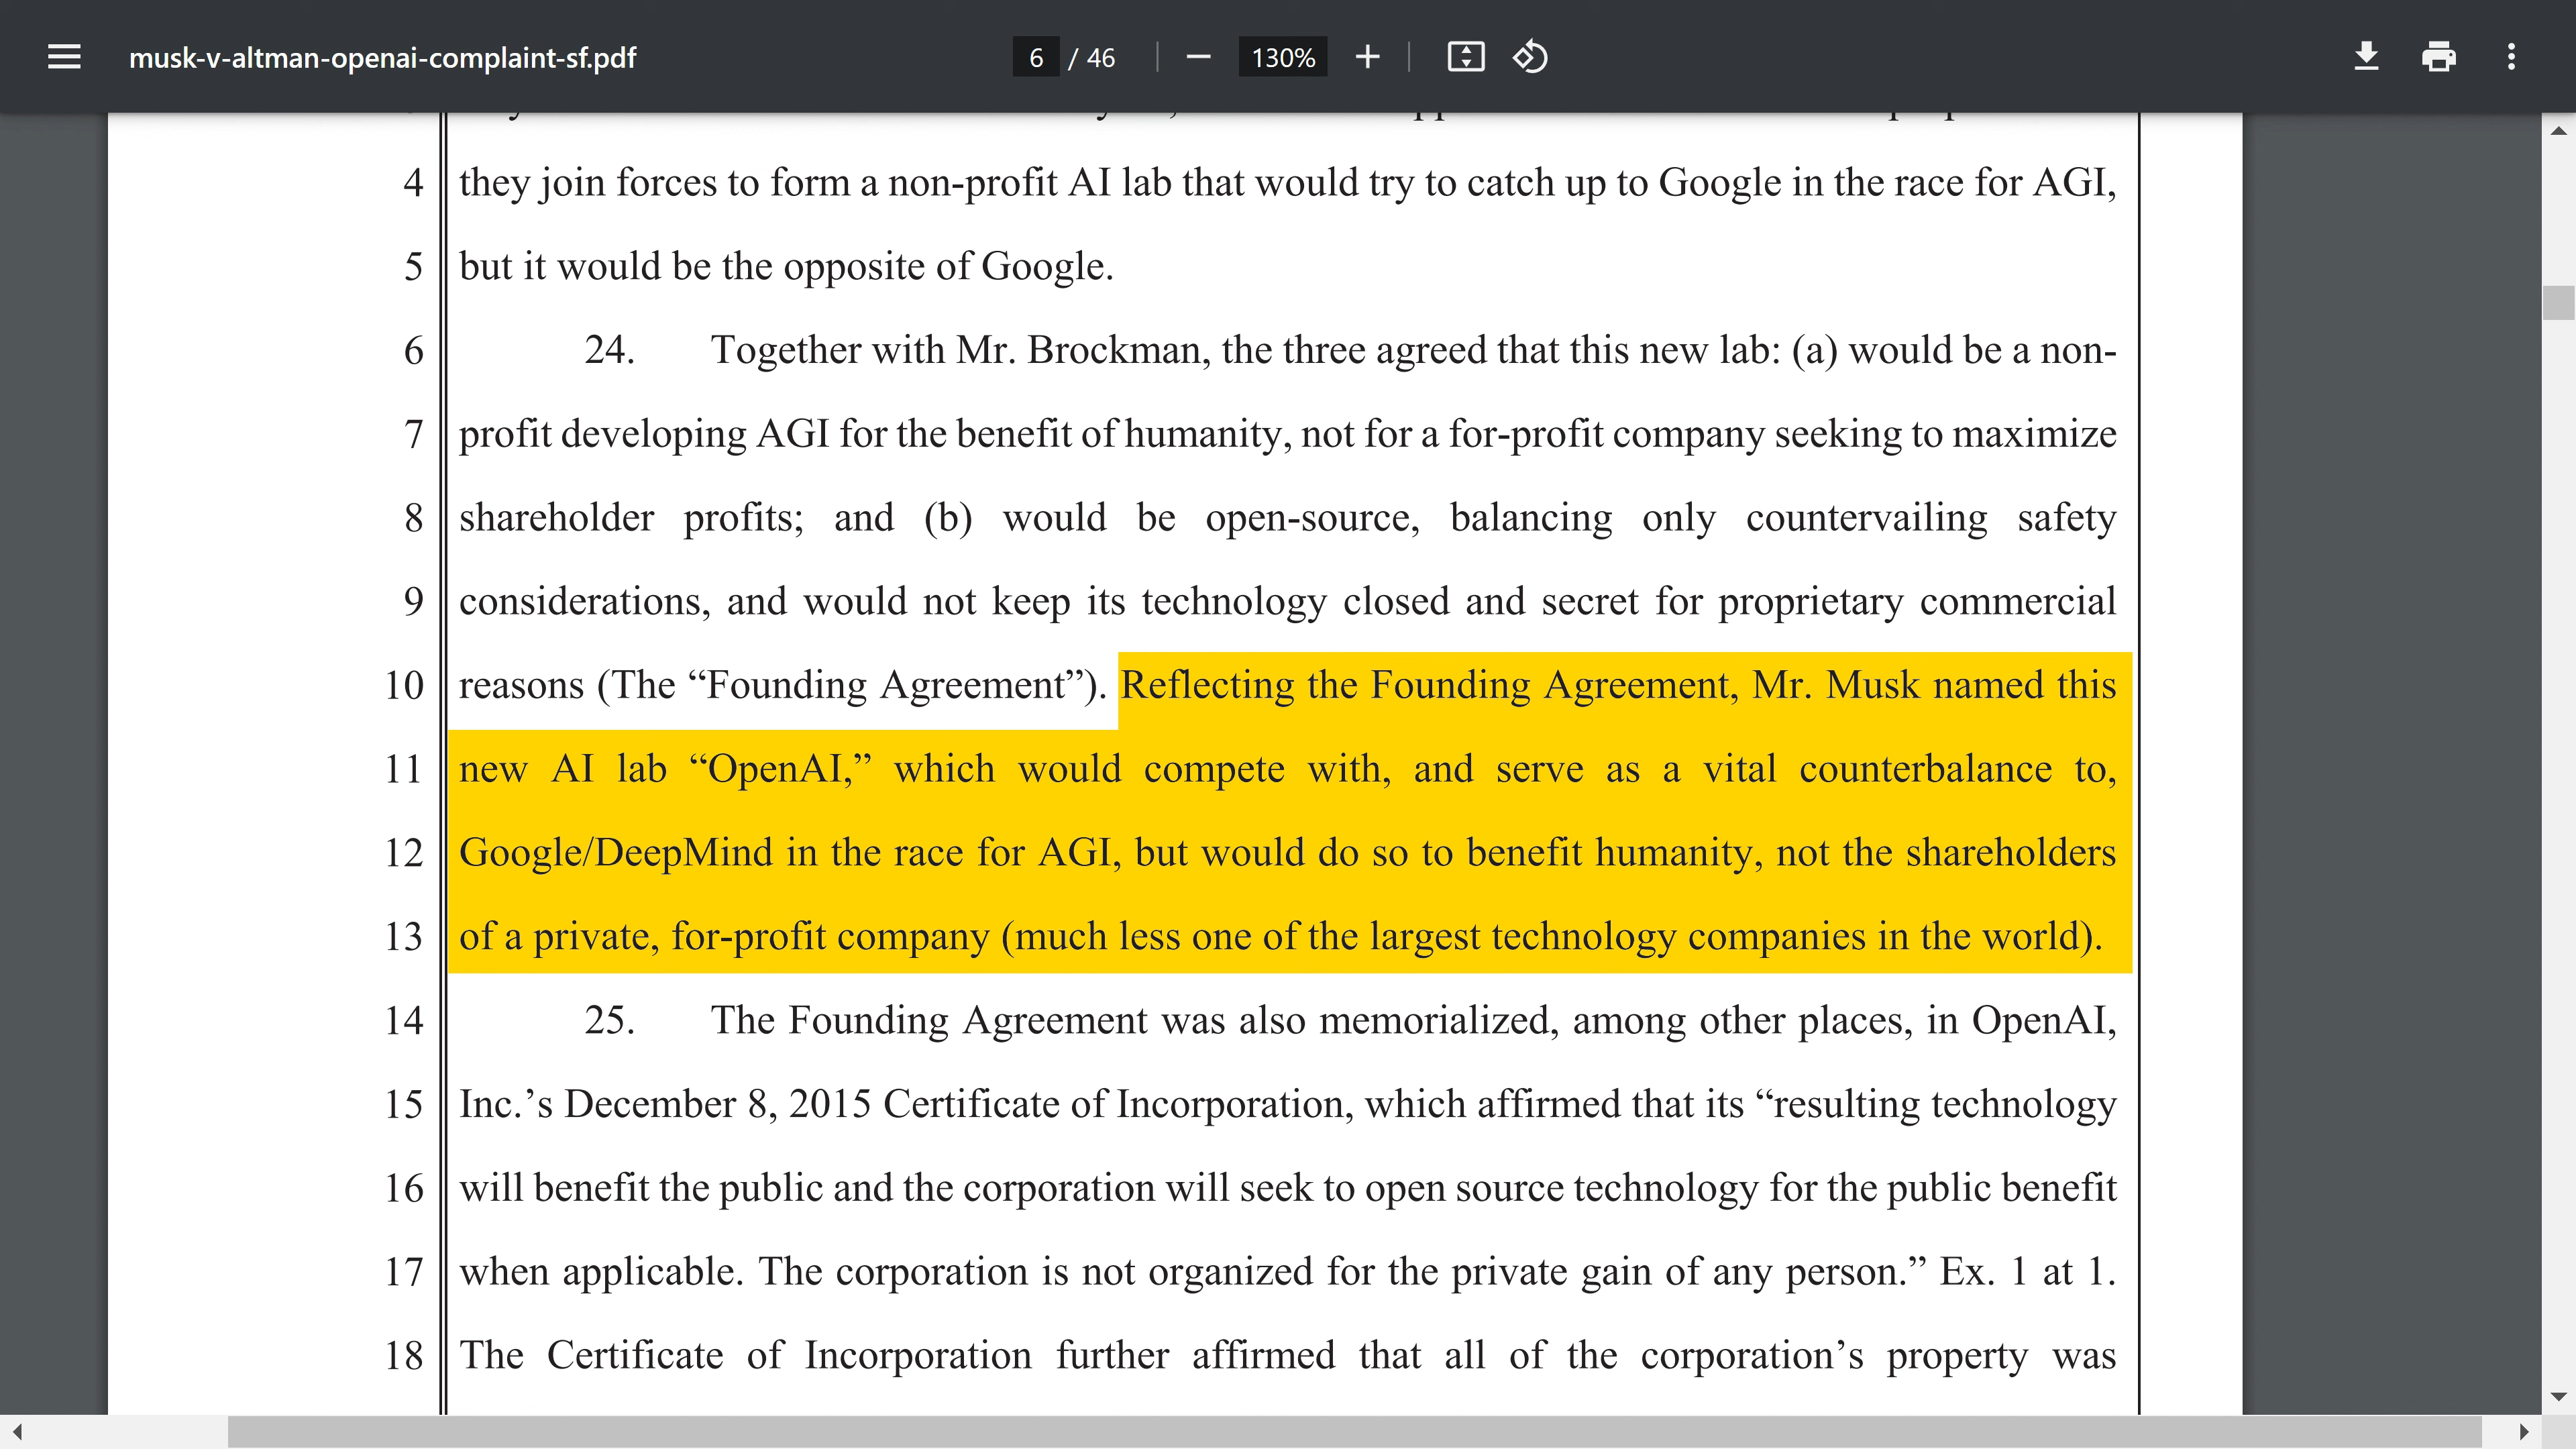 musk-v-altman-openai-complaint-sf.pdf
6 / 46
130%
4 they join forces to form a non-profit AI lab that would try to catch up to Google in the race for AGI,
5 but it would be the opposite of Google.
6 24. Together with Mr. Brockman, the three agreed that this new lab: (a) would be a non-
7 profit developing AGI for the benefit of humanity, not for a for-profit company seeking to maximize
8 shareholder profits; and (b) would be open-source, balancing only countervailing safety
9 considerations, and would not keep its technology closed and secret for proprietary commercial
10 reasons (The “Founding Agreement”). Reflecting the Founding Agreement, Mr. Musk named this
11 new AI lab “OpenAI,” which would compete with, and serve as a vital counterbalance to,
12 Google/DeepMind in the race for AGI, but would do so to benefit humanity, not the shareholders
13 of a private, for-profit company (much less one of the largest technology companies in the world).
14 25. The Founding Agreement was also memorialized, among other places, in OpenAI,
15 Inc.’s December 8, 2015 Certificate of Incorporation, which affirmed that its “resulting technology
16 will benefit the public and the corporation will seek to open source technology for the public benefit
17 when applicable. The corporation is not organized for the private gain of any person.” Ex. 1 at 1.
18 The Certificate of Incorporation further affirmed that all of the corporation’s property was